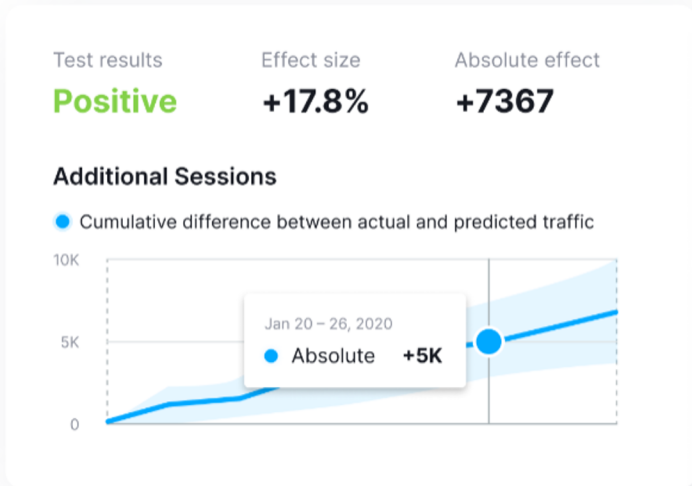 Test results Effect size Absolute effect
Positive +17.8% +7367
Additional Sessions
Cumulative difference between actual and predicted traffic
10K
Jan 20 – 26, 2020
5K
Absolute +5K
0